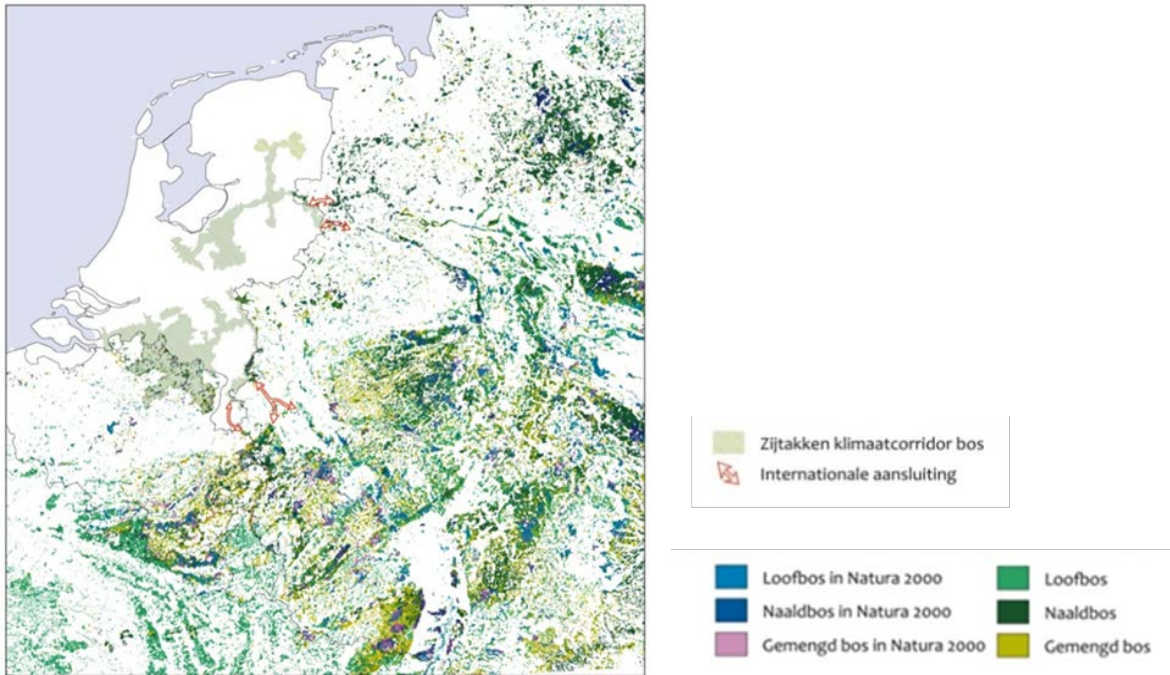 Zijtakken klimaatcorridor bos
Internationale aansluiting
Loofbos in Natura 2000
Naaldbos in Natura 2000
Gemengd bos in Natura 2000
Loofbos
Naaldbos
Gemengd bos